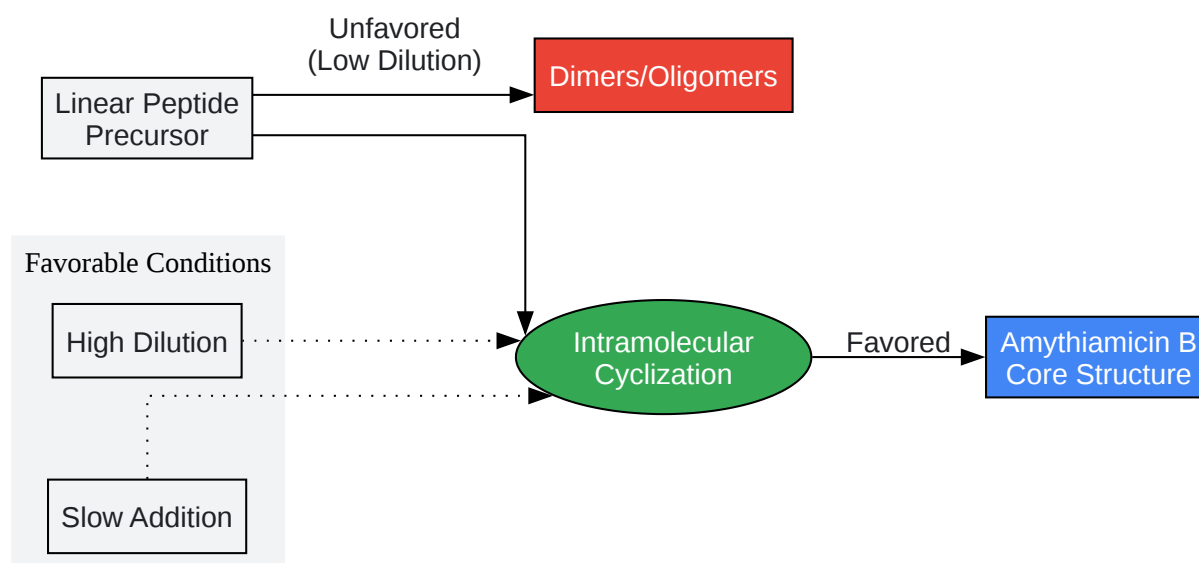 Unfavored
(Low Dilution)
Dimers/Oligomers
Linear Peptide
Precursor
Favorable Conditions
High Dilution
Slow Addition
Intramolecular
Cyclization
Favored
Amythiamicin B
Core Structure